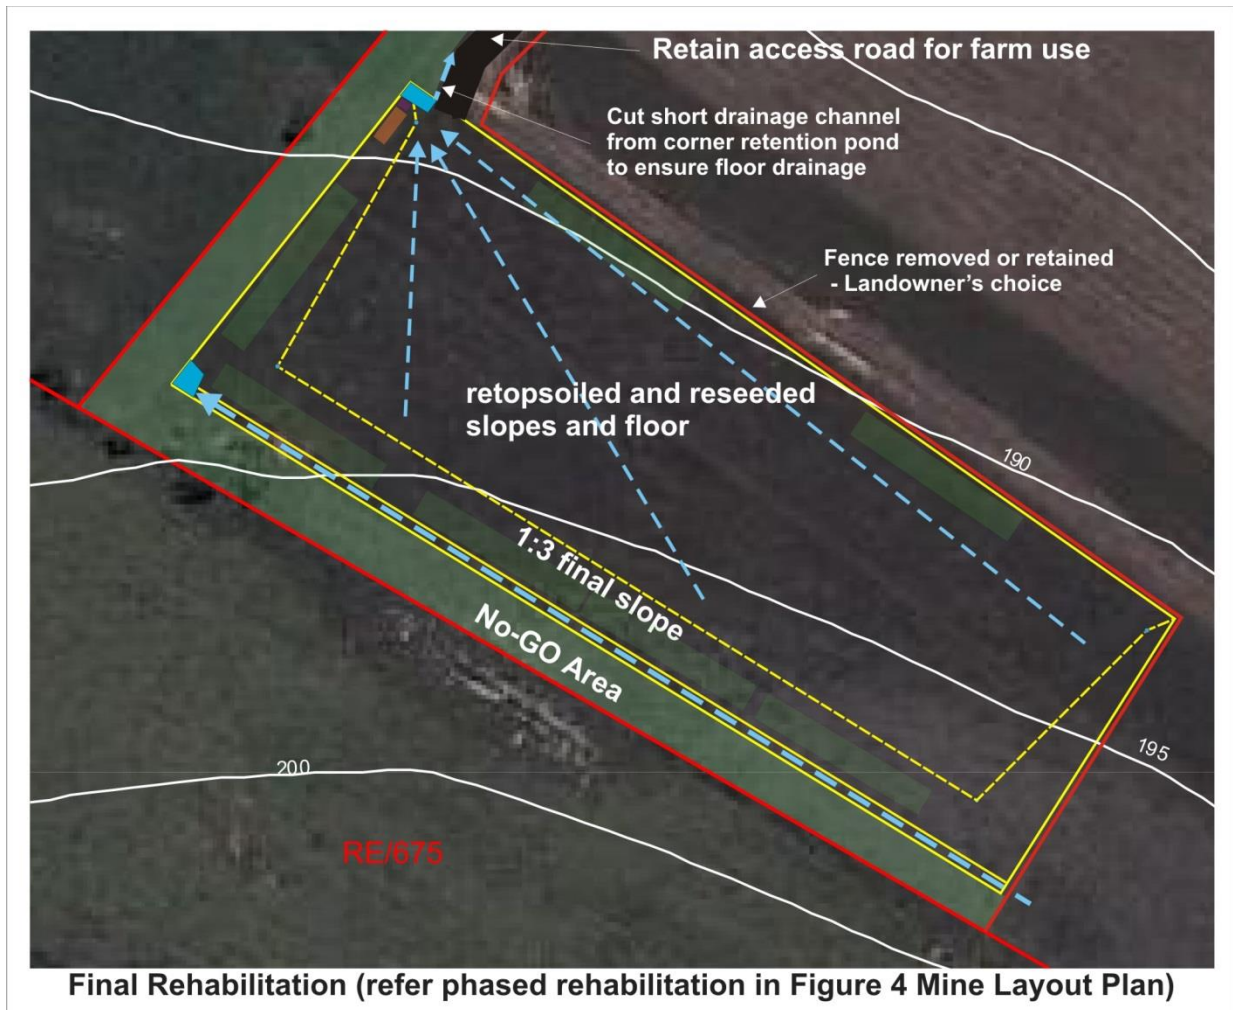 Retain access road for farm use
Cut short drainage channel
from corner retention pond
to ensure floor drainage
Fence removed or retained
- Landowner's choice
retopsoiled and reseeded
slopes and floor
190
1:3 final slope
No-GO Area
195
200
RE/675
Final Rehabilitation (refer phased rehabilitation in Figure 4 Mine Layout Plan)